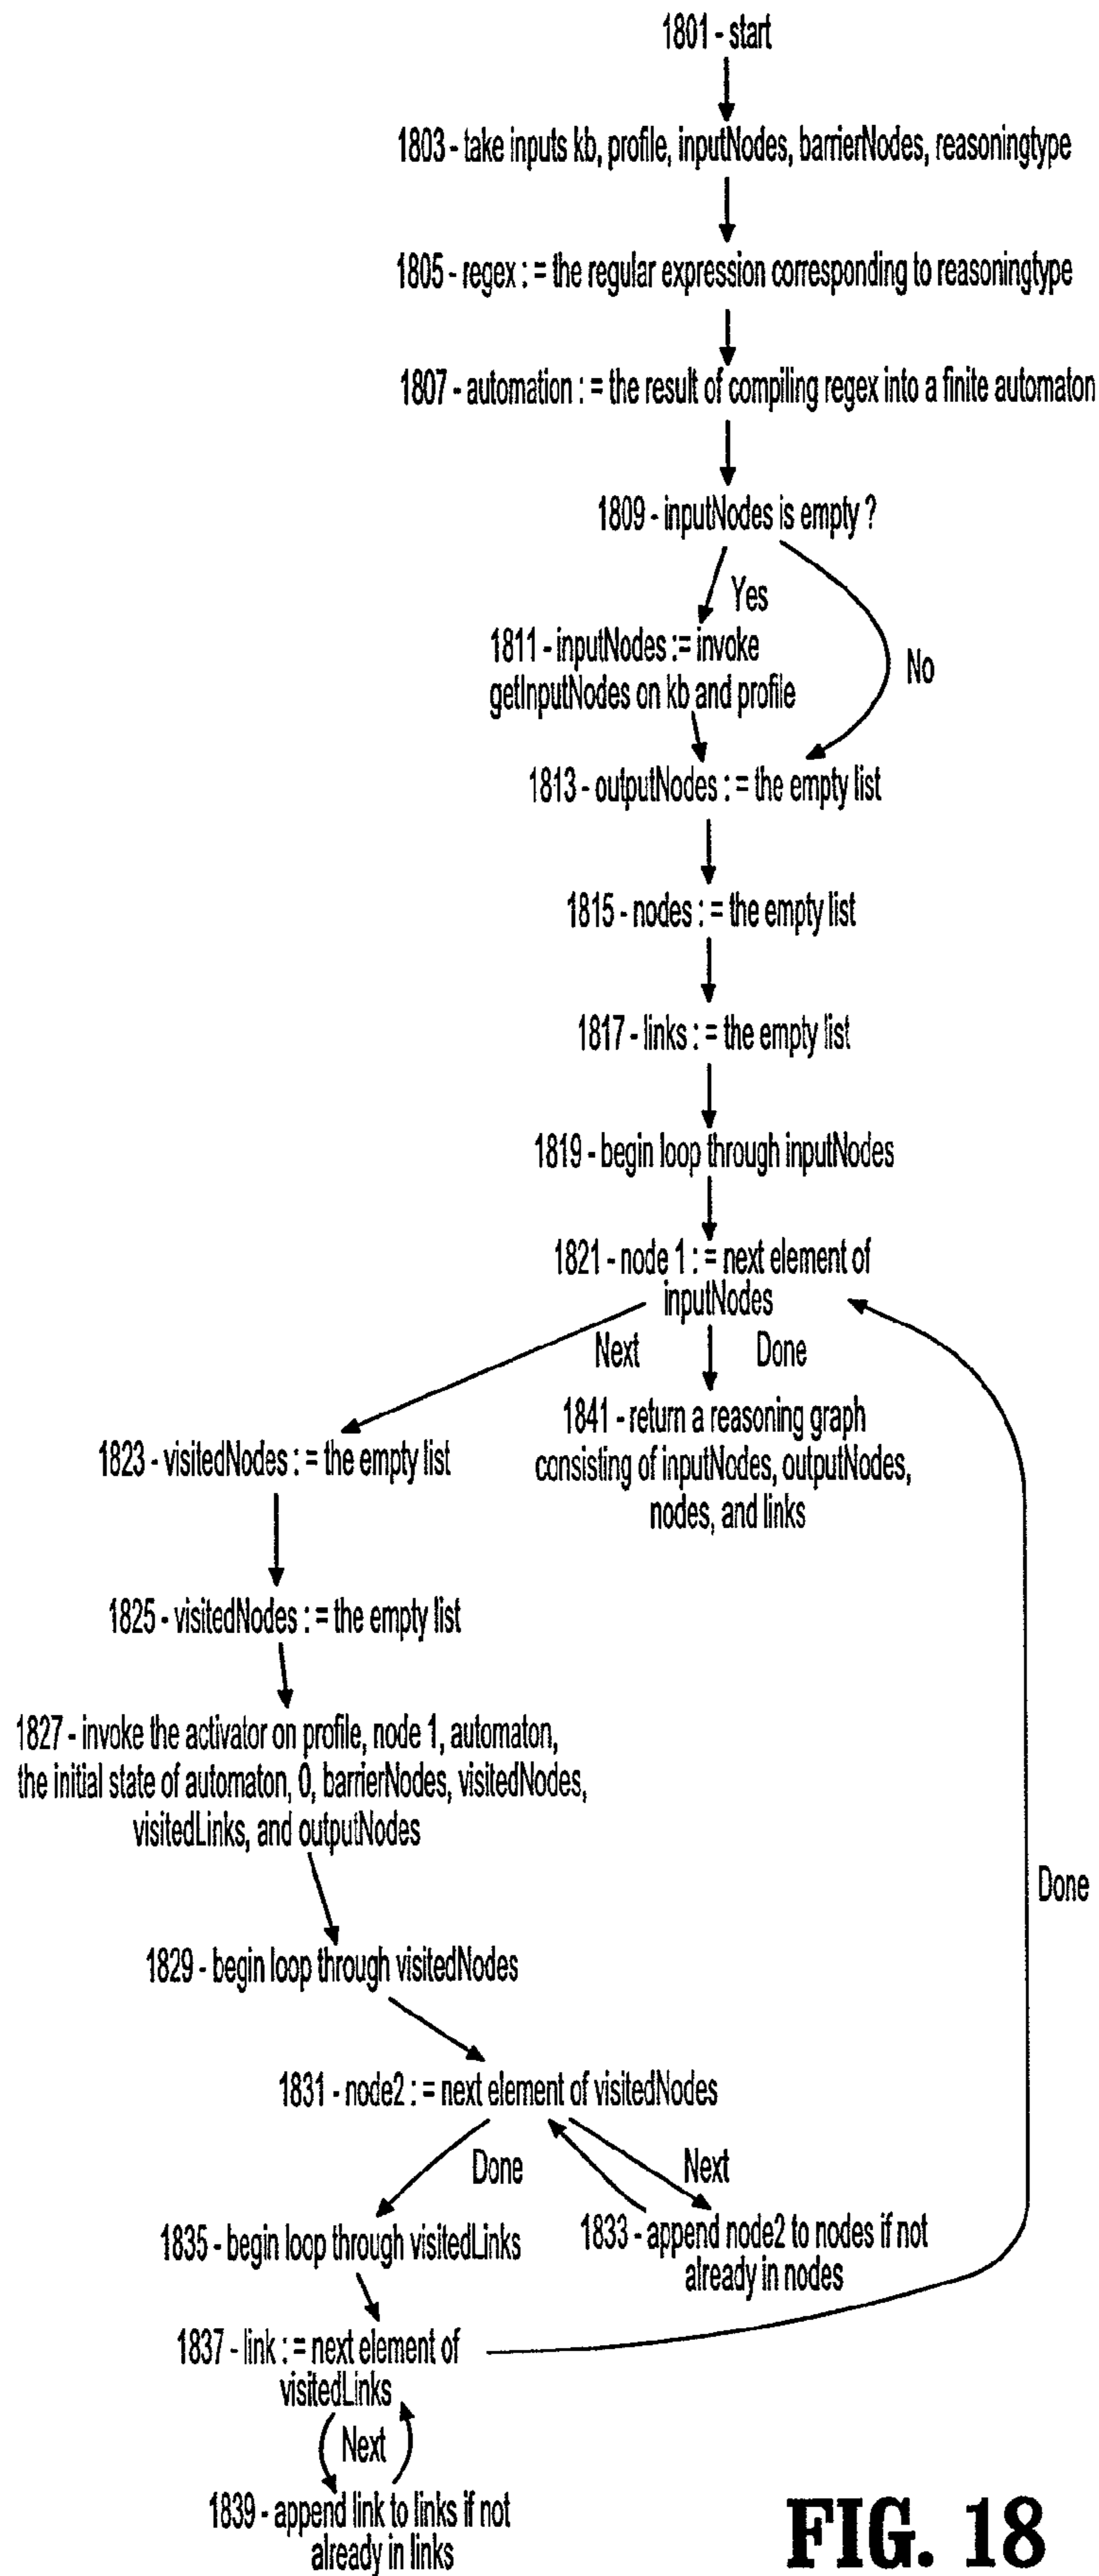 1801 - start
1803 - take inputs kb, profile, inputNodes, barrierNodes, reasoningtype
1805 - regex : = the regular expression corresponding to reasoningtype
1807 - automation : = the result of compiling regex into a finite automaton
1809 - inputNodes is empty ?
Yes
No
1811 - inputNodes := invoke
getInputNodes on kb and profile
1813 - outputNodes : = the empty list
1815 - nodes : = the empty list
1817 - links : = the empty list
1819 - begin loop through inputNodes
1821 - node 1 : = next element of
inputNodes
Next
Done
1841 - return a reasoning graph
consisting of inputNodes, outputNodes,
nodes, and links
1823 - visitedNodes : = the empty list
1825 - visitedNodes : = the empty list
1827 - invoke the activator on profile, node 1, automaton,
the initial state of automaton, 0, barrierNodes, visitedNodes,
visitedLinks, and outputNodes
Done
1829 - begin loop through visitedNodes
1831 - node2 : = next element of visitedNodes
Done
Next
1835 - begin loop through visitedLinks
1833 - append node2 to nodes if not
already in nodes
1837 - link : = next element of
visitedLinks
Next
1839 - append link to links if not
already in links
FIG. 18